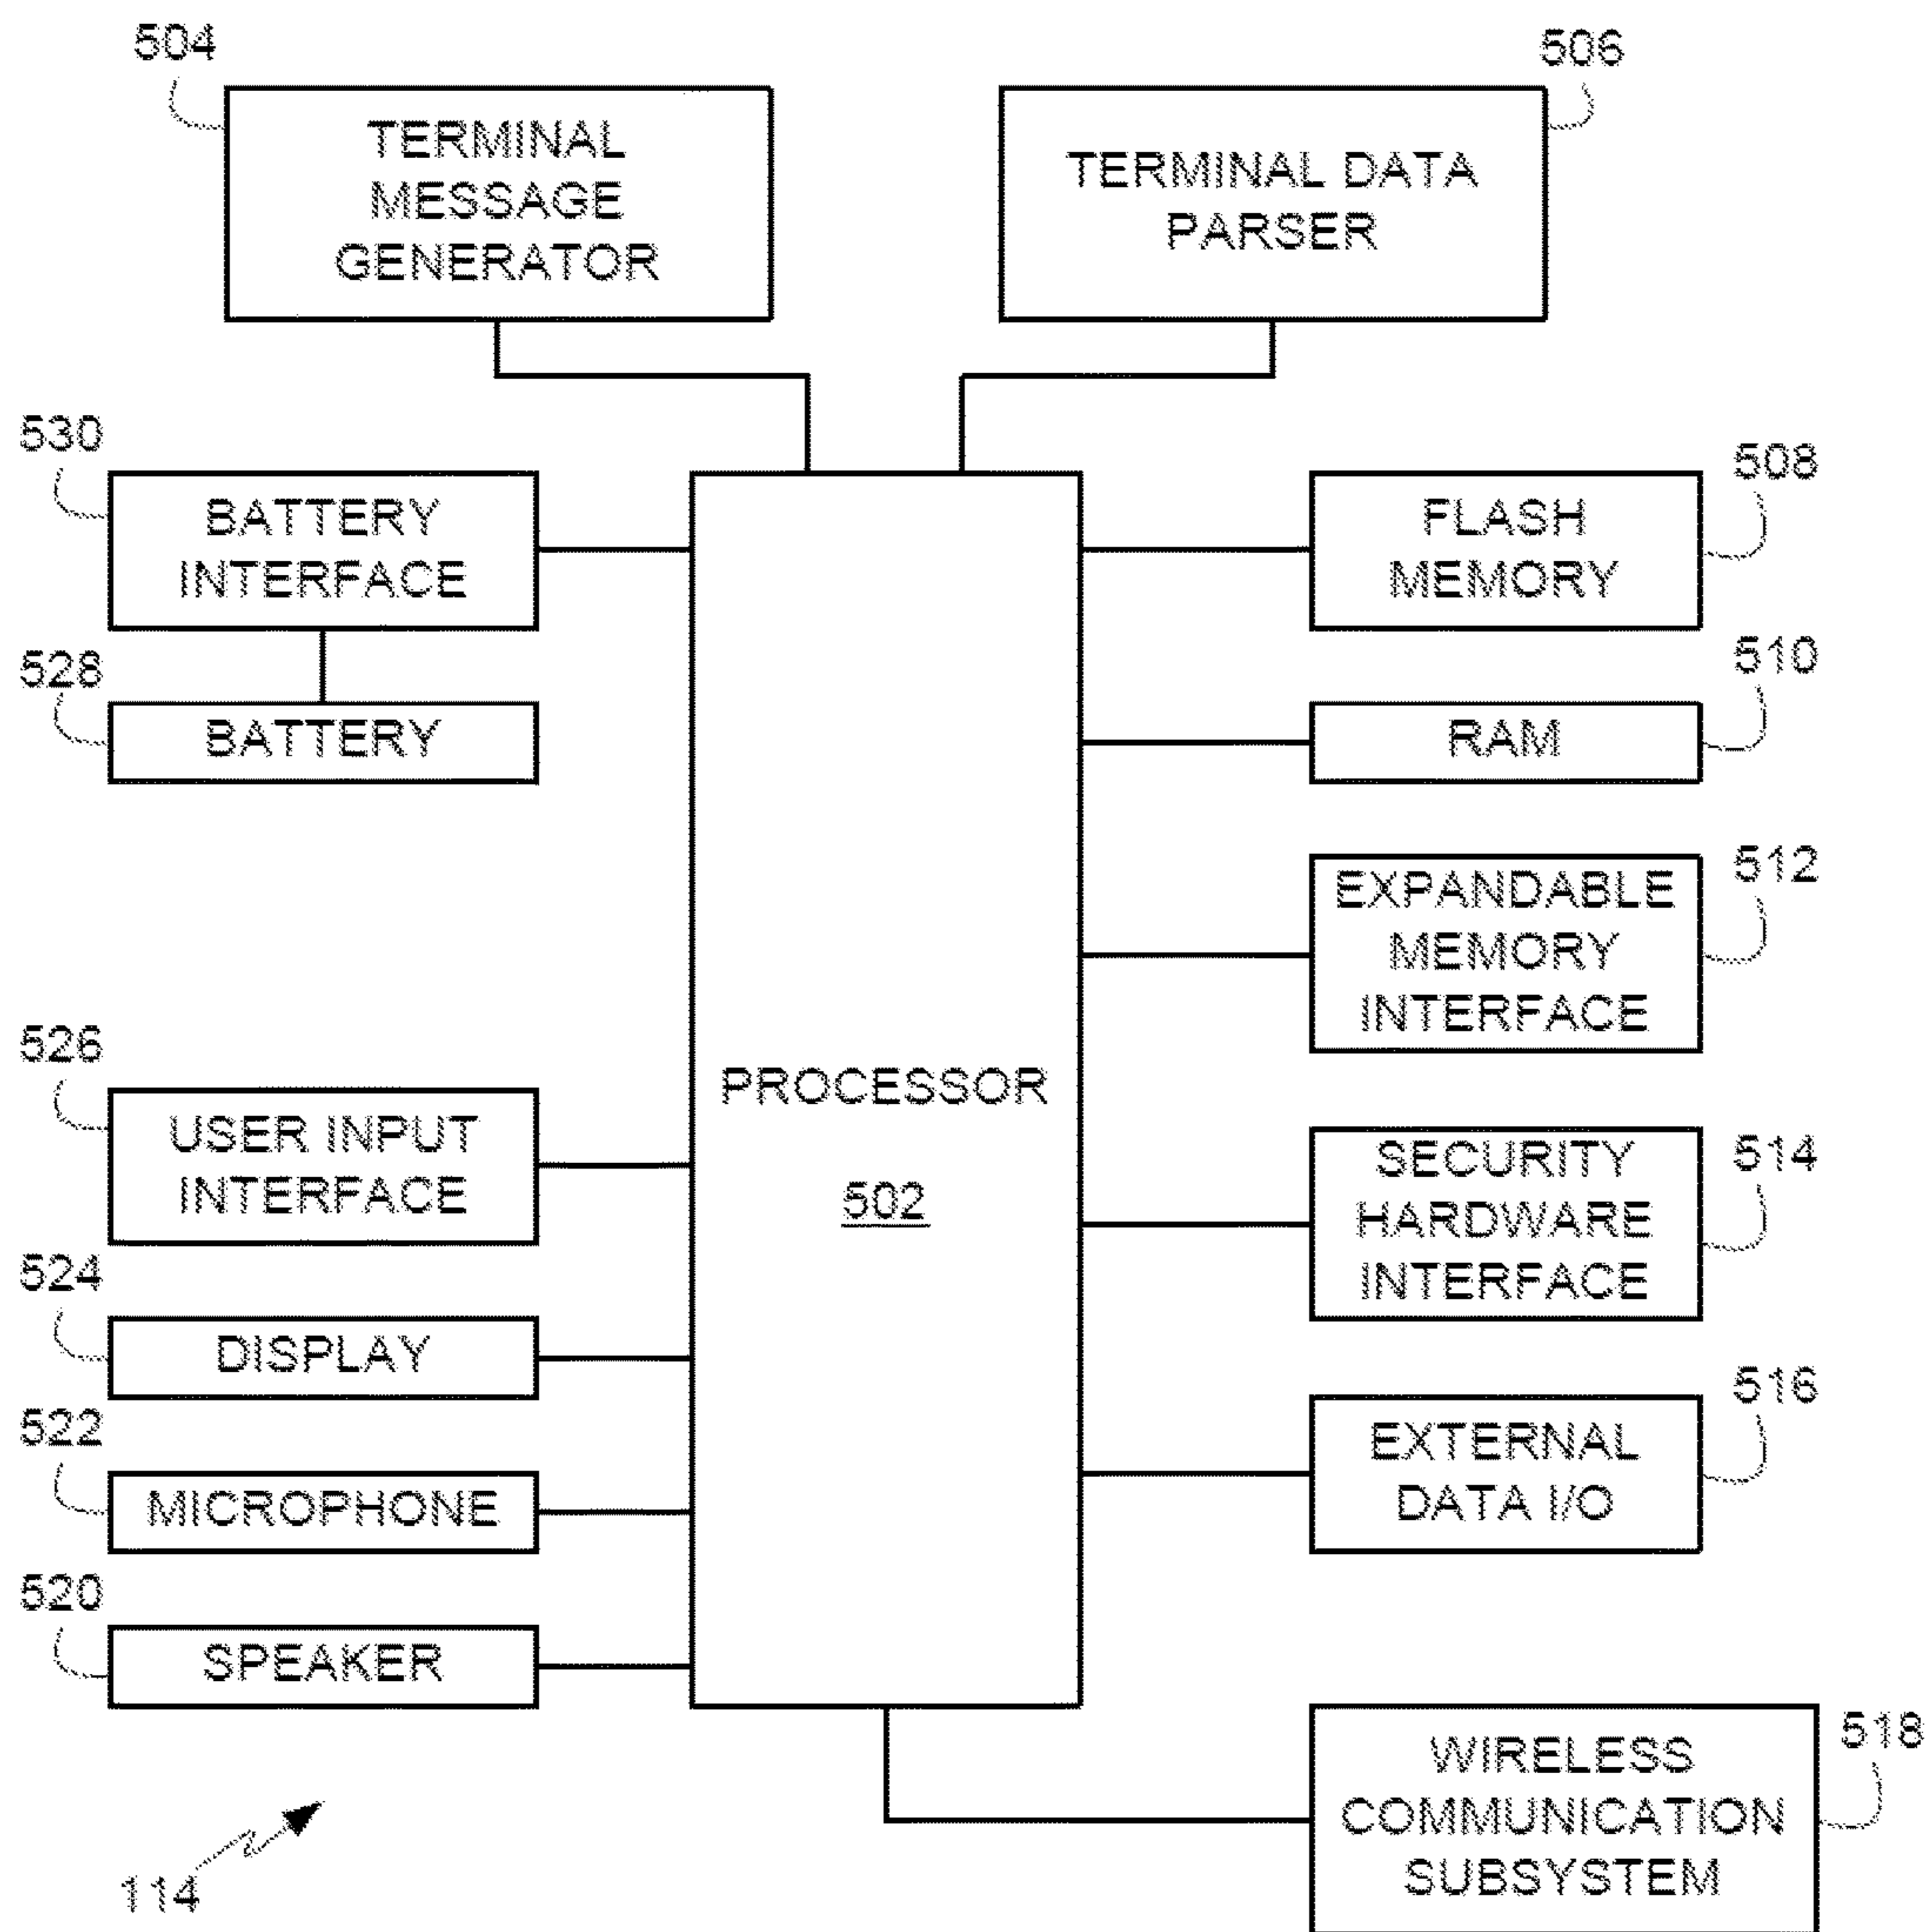 504
TERMINAL
MESSAGE
GENERATOR
506
TERMINAL DATA
PARSER
530
BATTERY
INTERFACE
528
BATTERY
508
FLASH
MEMORY
510
RAM
512
EXPANDABLE
MEMORY
INTERFACE
PROCESSOR
502
526
USER INPUT
INTERFACE
514
SECURITY
HARDWARE
INTERFACE
524
DISPLAY
522
MICROPHONE
516
EXTERNAL
DATA I/O
520
SPEAKER
518
WIRELESS
COMMUNICATION
SUBSYSTEM
114